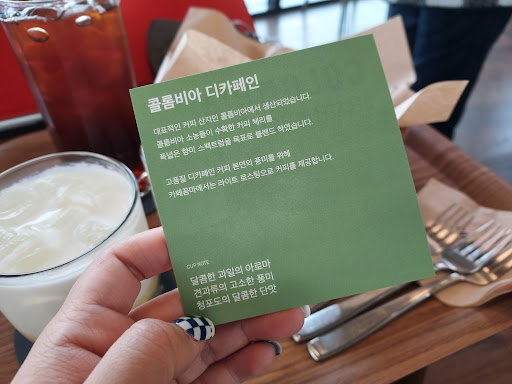 콜롬비아 디카페인
대표적인 커피 산지인 콜롬비아에서 생산되었습니다.
콜롬비아 소농들이 수확한 커피 체리를
폭넓은 향미 스펙트럼을 목표로 블렌드 하였습니다.
고품질 디카페인 커피 본연의 풍미를 위해
카페꼼마에서는 라이트 로스팅으로 커피를 제공합니다.
CUP NOTE
달콤한 과일의 아로마
견과류의 고소한 풍미
청포도의 달콤한 단맛